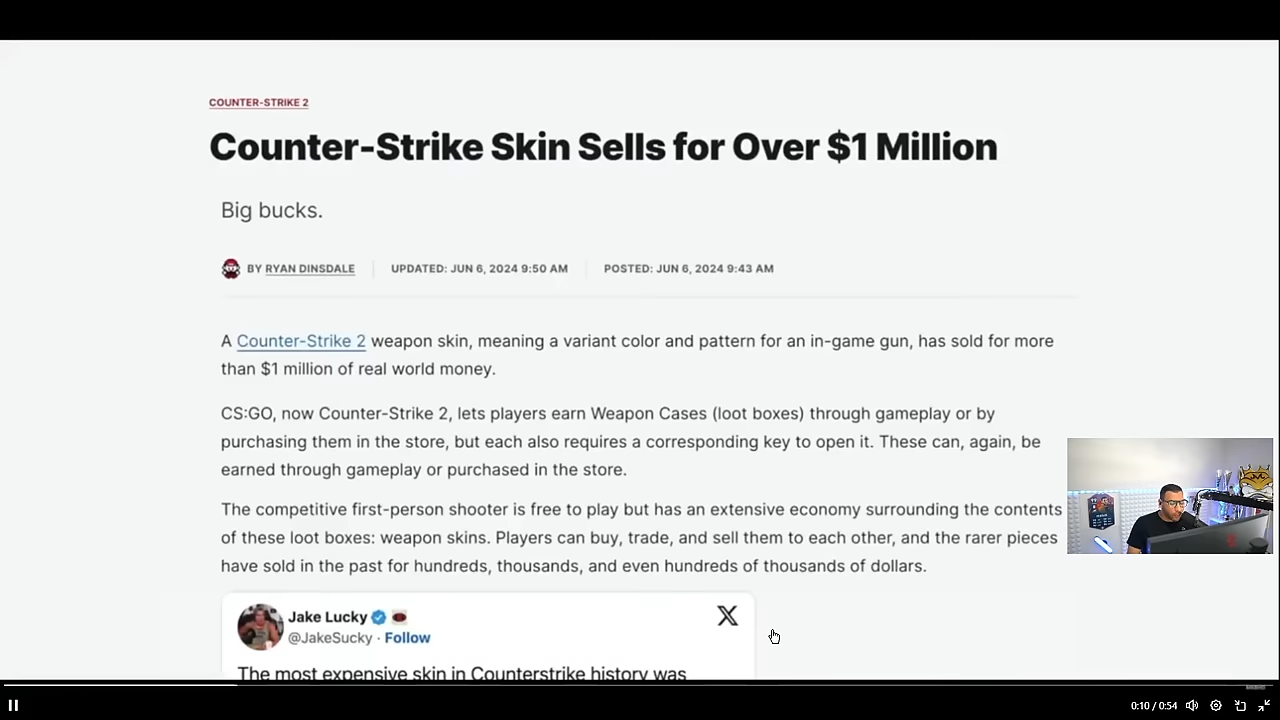 COUNTER-STRIKE 2
Counter-Strike Skin Sells for Over $1 Million
Big bucks.
BY RYAN DINSDALE
UPDATED: JUN 6, 2024 9:50 AM
POSTED: JUN 6, 2024 9:43 AM
A Counter-Strike 2 weapon skin, meaning a variant color and pattern for an in-game gun, has sold for more
than $1 million of real world money.
CS:GO, now Counter-Strike 2, lets players earn Weapon Cases (loot boxes) through gameplay or by
purchasing them in the store, but each also requires a corresponding key to open it. These can, again, be
earned through gameplay or purchased in the store.
The competitive first-person shooter is free to play but has an extensive economy surrounding the contents
of these loot boxes: weapon skins. Players can buy, trade, and sell them to each other, and the rarer pieces
have sold in the past for hundreds, thousands, and even hundreds of thousands of dollars.
Jake Lucky
@JakeSucky · Follow
The most expensive skin in Counterstrike history was
0:10 / 0:54